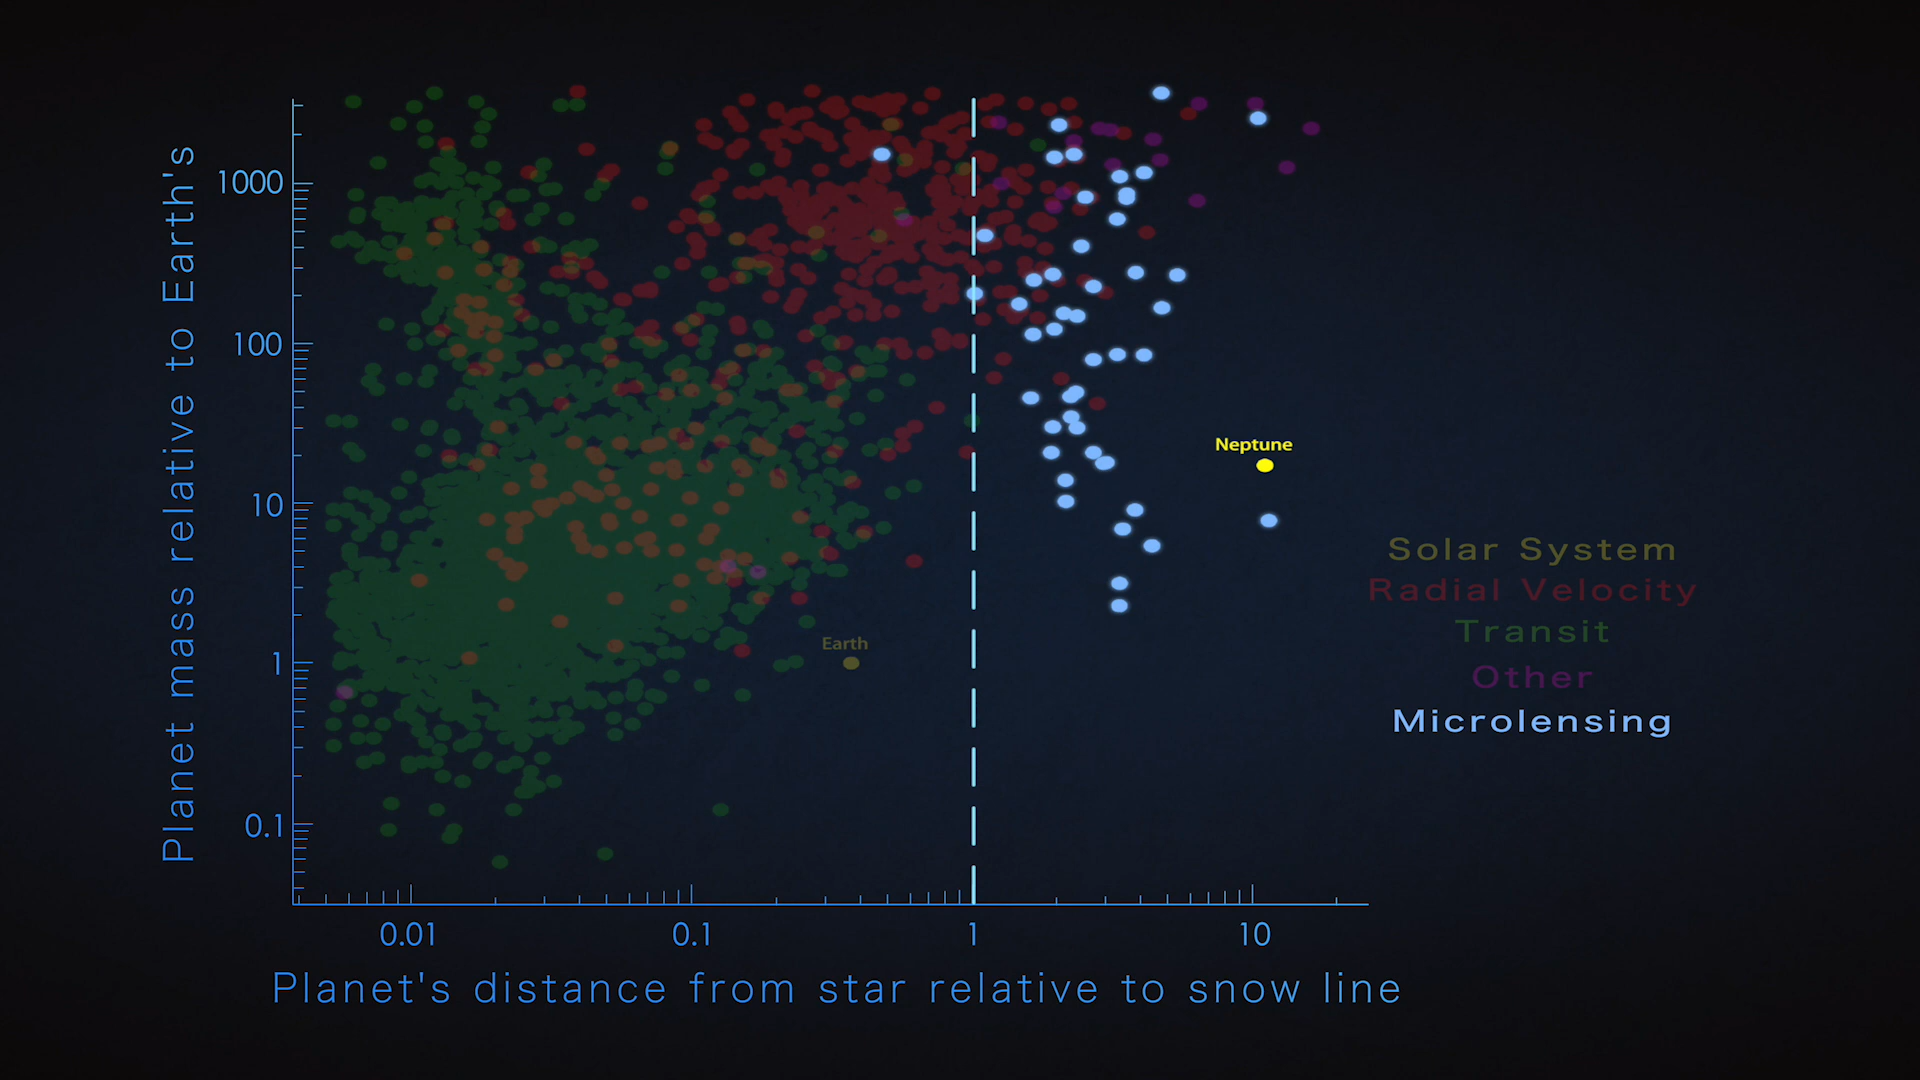 Planet mass relative to Earth's
1000
100
10
1
0.1
Neptune
Earth
Solar System
Radial Velocity
Transit
Other
Microlensing
0.01 0.1 1 10
Planet's distance from star relative to snow line